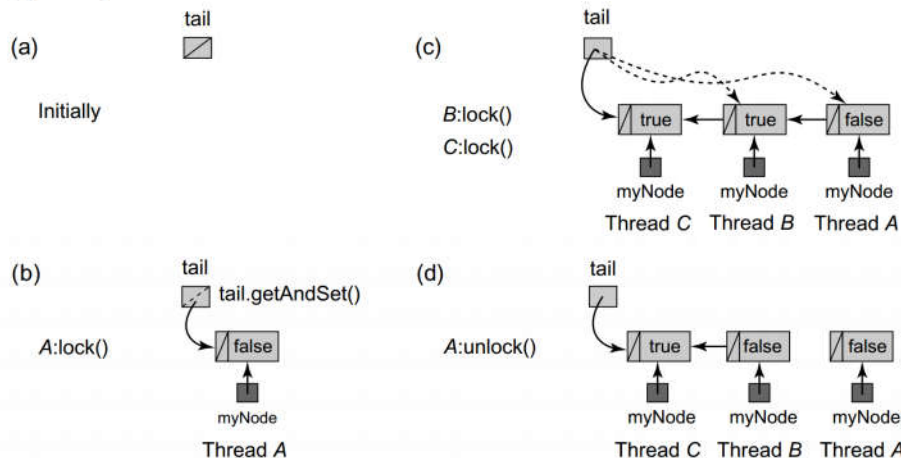 (a)
tail
Initially
(b)
tail
tail.getAndSet()
A:lock()
false
myNode
Thread A
(c)
tail
B:lock()
C:lock()
true true false
myNode myNode myNode
Thread C Thread B Thread A
(d)
tail
A:unlock()
true false false
myNode myNode myNode
Thread C Thread B Thread A